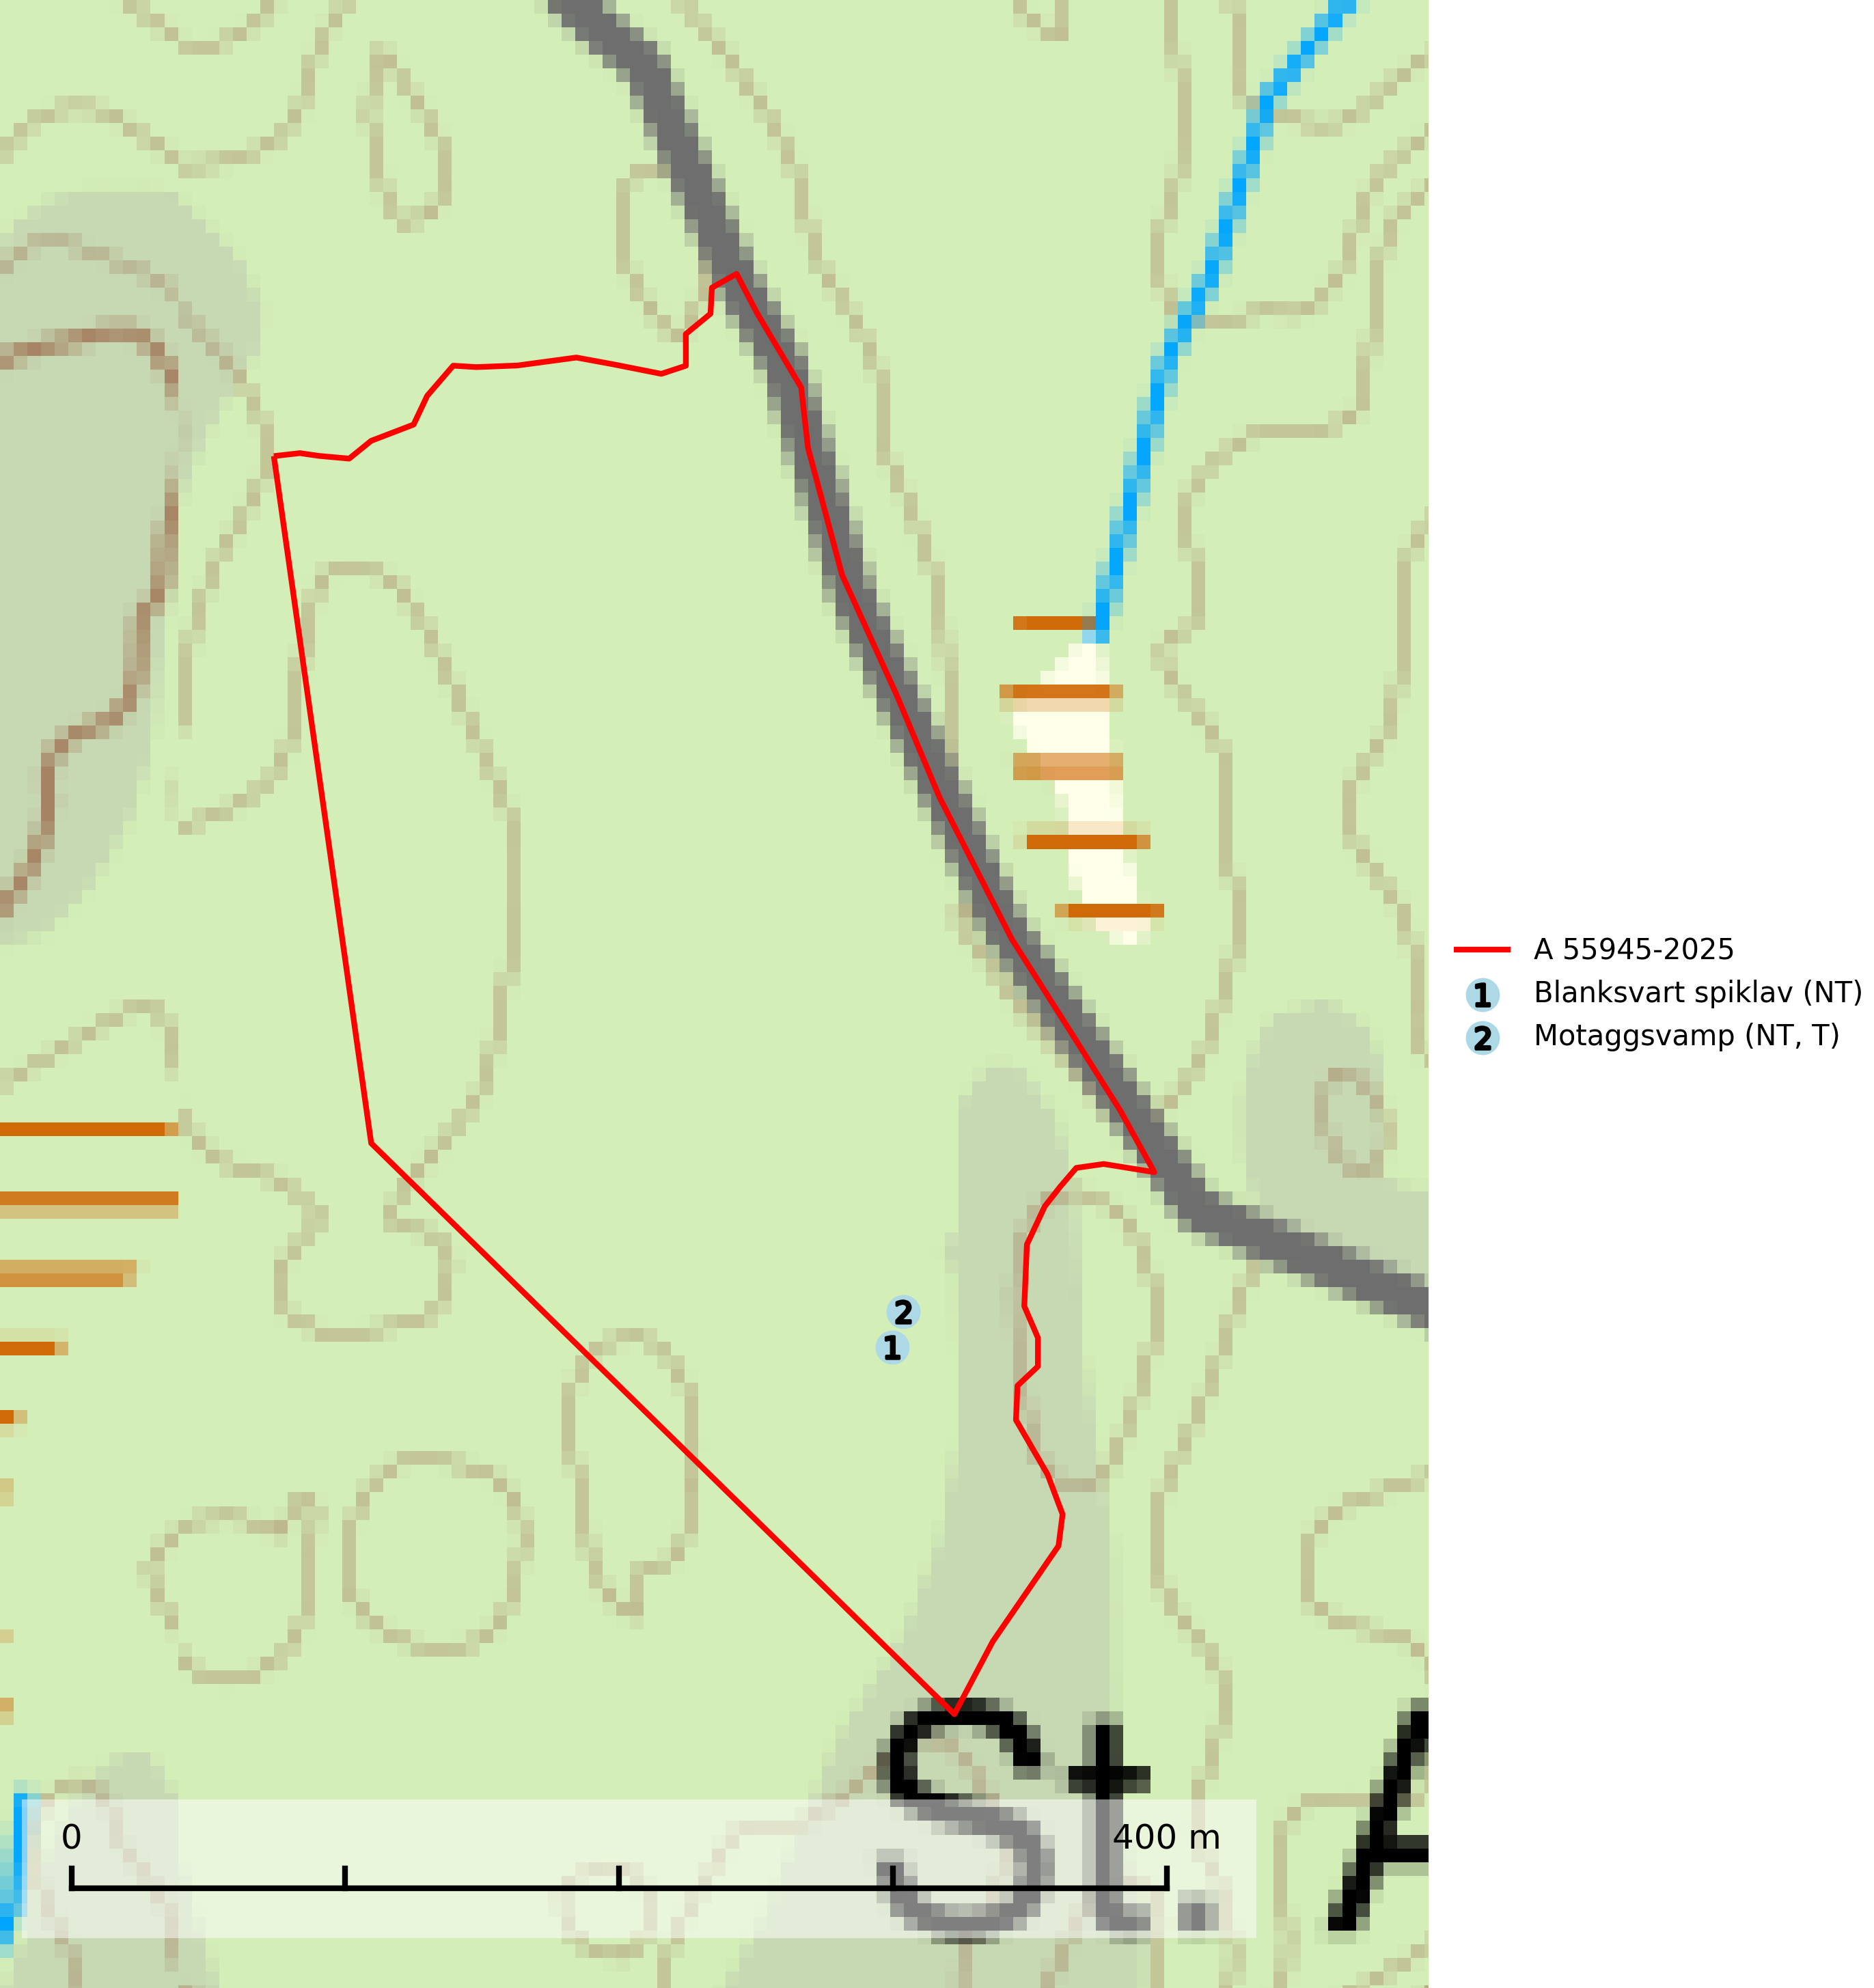 A 55945-2025
1 Blanksvart spiklav (NT)
2 Motaggsvamp (NT, T)
2
1
St. A
0 400 m